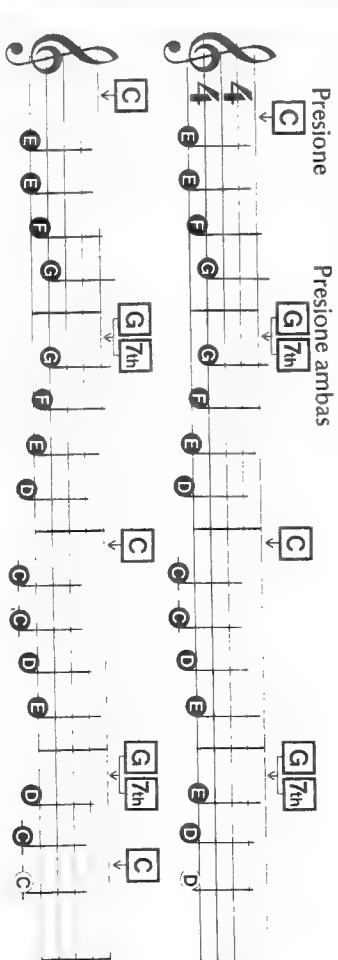 Presione Presione ambas
C G 7th C G 7th
4
4
E E F G G F E D C C D E E D D
C G 7th C G 7th C
E E F G G F E D C C D E D C C